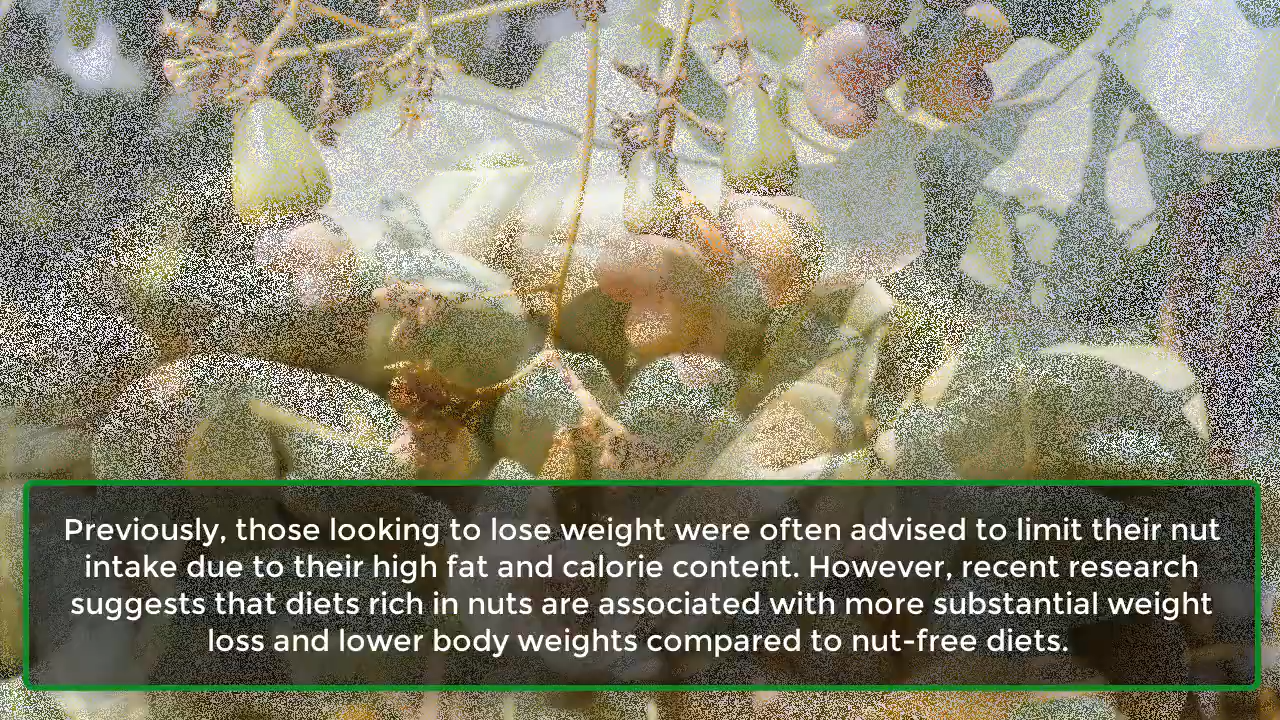 Previously, those looking to lose weight were often advised to limit their nut
intake due to their high fat and calorie content. However, recent research
suggests that diets rich in nuts are associated with more substantial weight
loss and lower body weights compared to nut-free diets.